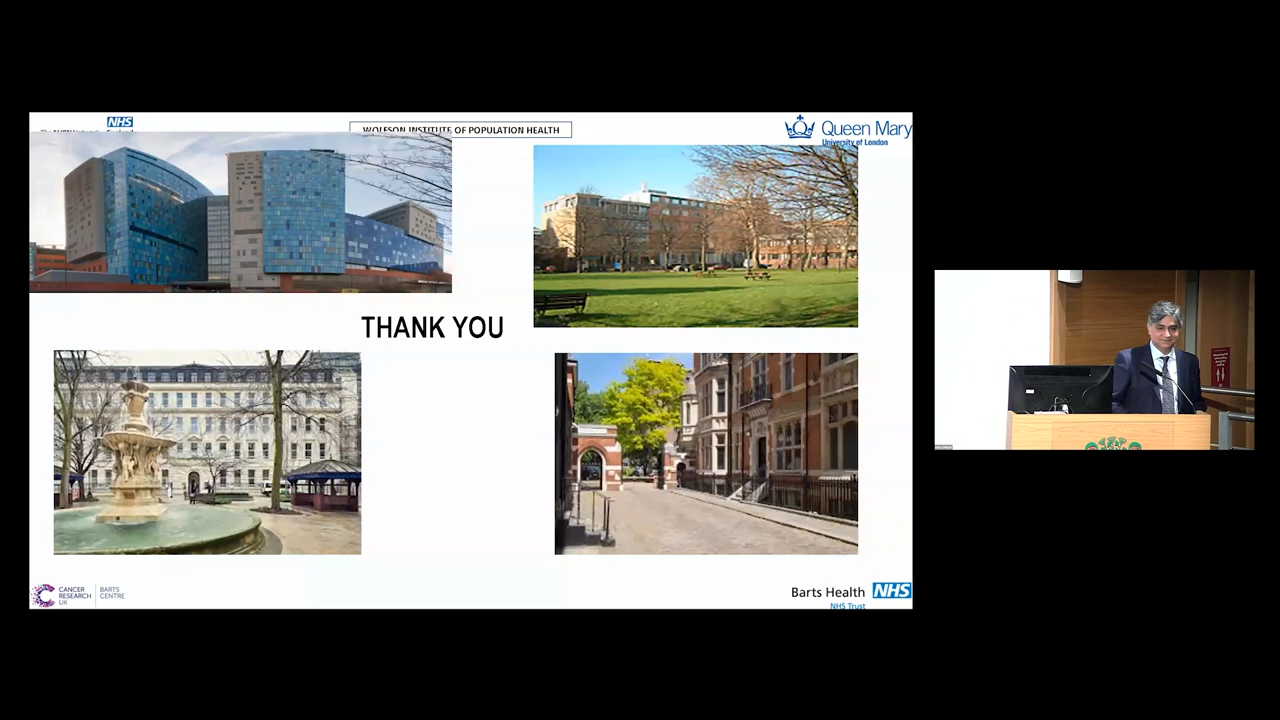 NHS
WOLFSON INSTITUTE OF POPULATION HEALTH
Queen Mary
University of London
THANK YOU
CANCER
RESEARCH
UK
BARTS
CENTRE
Barts Health NHS
NHS Trust